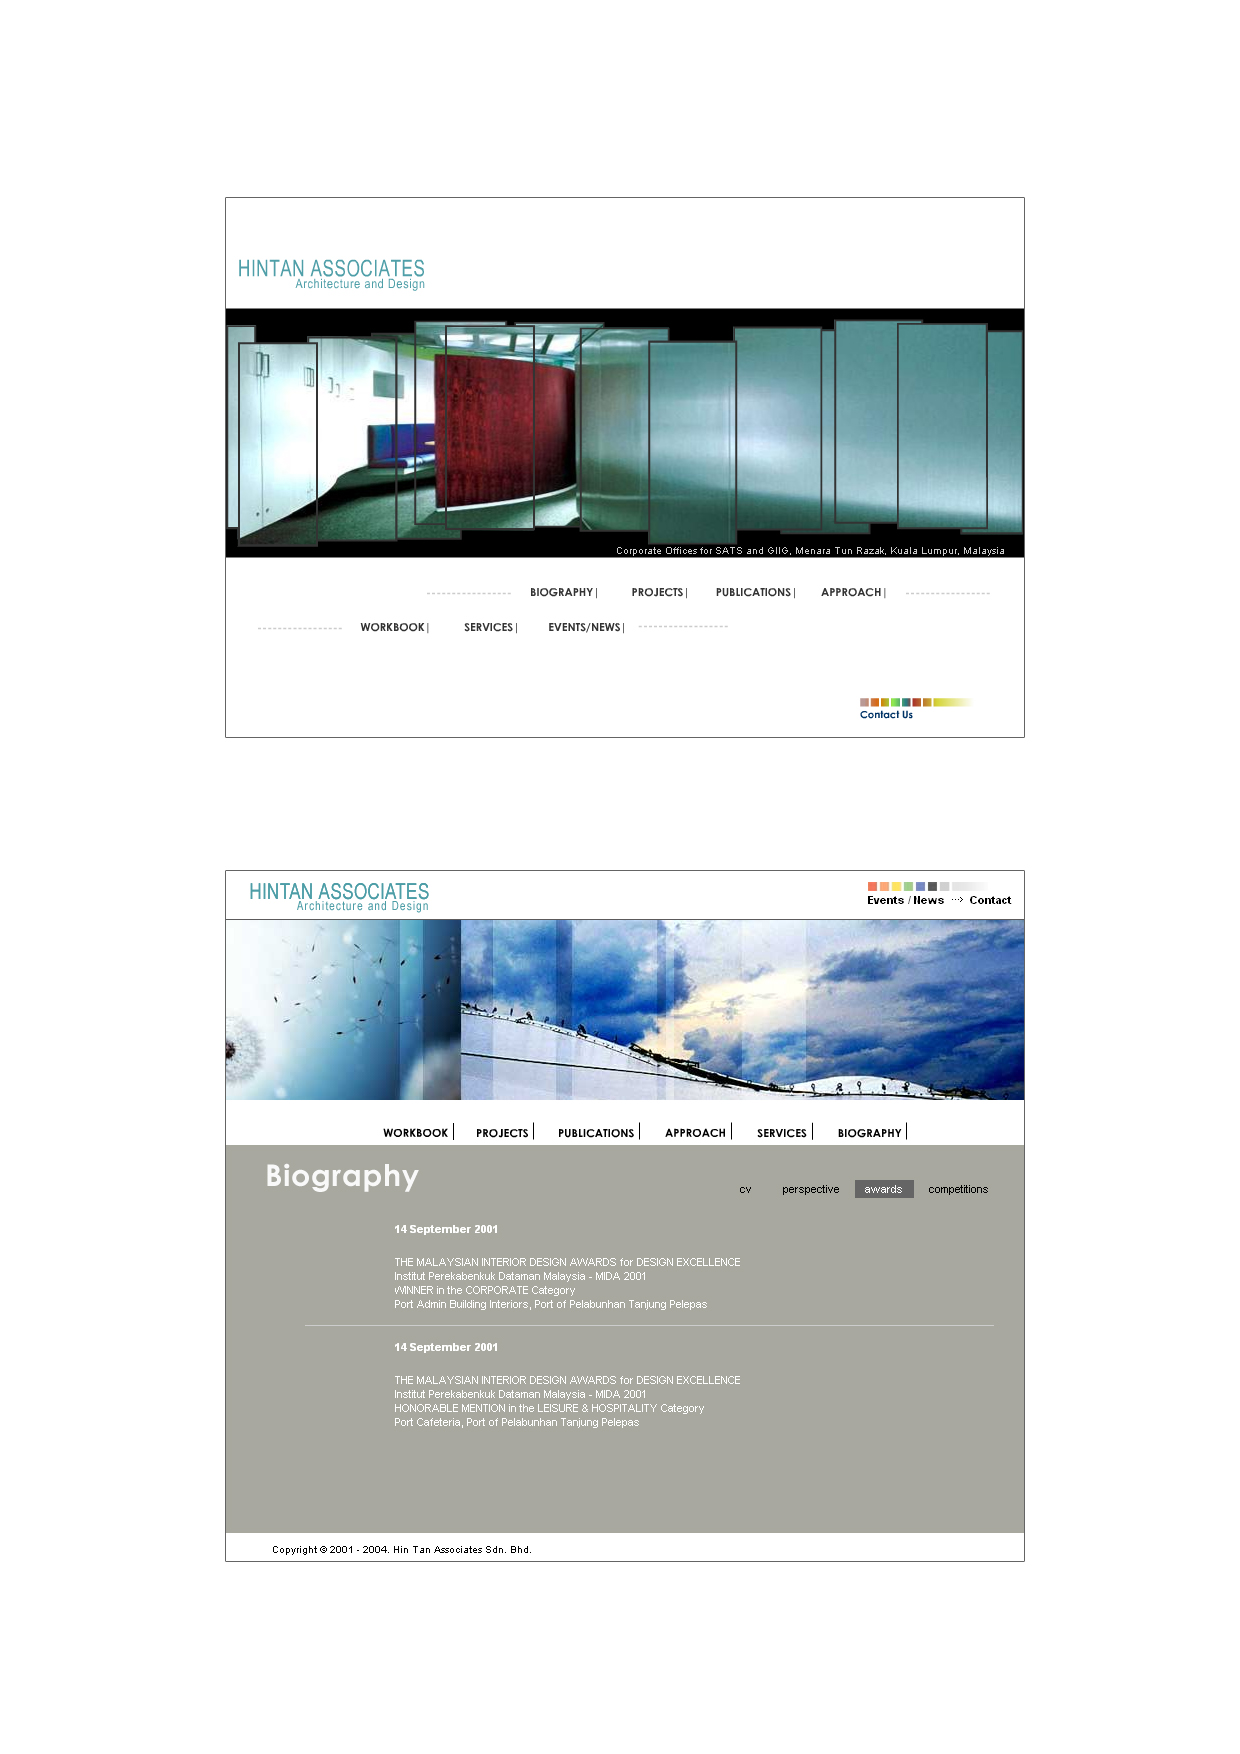 HINTAN ASSOCIATES
Architecture and Design
Corporate Offices for SATS and GIIG, Menara Tun Razak, Kuala Lumpur, Malaysia
BIOGRAPHY| PROJECTS| PUBLICATIONS| APPROACH|
WORKBOOK| SERVICES| EVENTS/NEWS|
Contact Us
HINTAN ASSOCIATES
Architecture and Design
Events / News ···> Contact
WORKBOOK| PROJECTS| PUBLICATIONS| APPROACH| SERVICES| BIOGRAPHY|
Biography
cv perspective awards competitions
14 September 2001
THE MALAYSIAN INTERIOR DESIGN AWARDS for DESIGN EXCELLENCE
Institut Perekabenkuk Dataman Malaysia - MIDA 2001
WINNER in the CORPORATE Category
Port Admin Building Interiors, Port of Pelabunhan Tanjung Pelepas
14 September 2001
THE MALAYSIAN INTERIOR DESIGN AWARDS for DESIGN EXCELLENCE
Institut Perekabenkuk Dataman Malaysia - MIDA 2001
HONORABLE MENTION in the LEISURE & HOSPITALITY Category
Port Cafeteria, Port of Pelabunhan Tanjung Pelepas
Copyright © 2001 - 2004. Hin Tan Associates Sdn. Bhd.